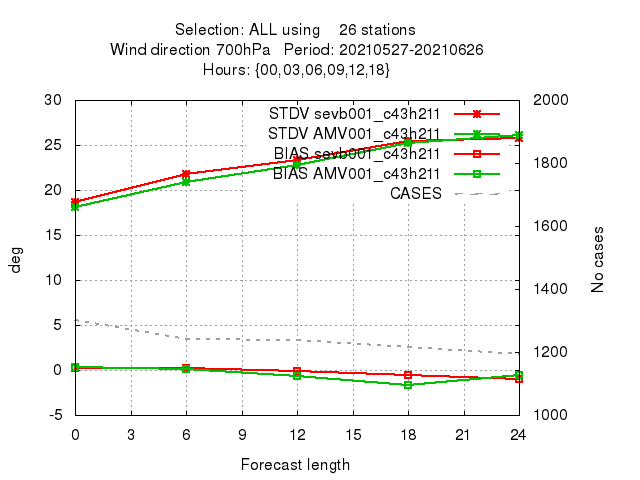 Selection: ALL using 26 stations
Wind direction 700hPa Period: 20210527-20210626
Hours: {00,03,06,09,12,18}
30
25
20
15
10
5
0
-5
deg
STDV sevb001_c43h211
STDV AMV001_c43h211
BIAS sevb001_c43h211
BIAS AMV001_c43h211
CASES
2000
1800
1600
1400
1200
1000
No cases
0 3 6 9 12 15 18 21 24
Forecast length